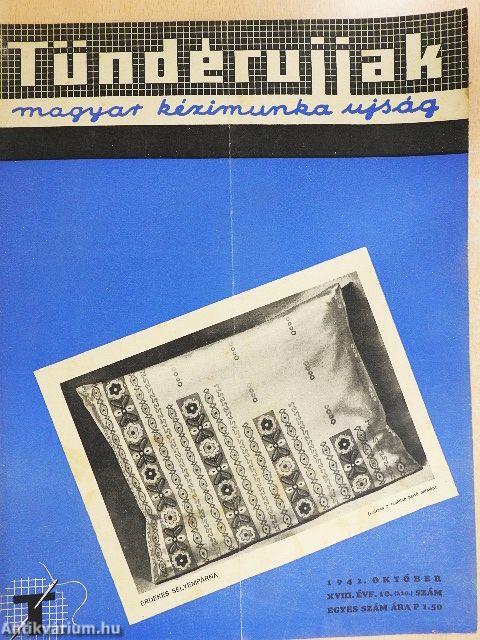 Tündérujjak
magyar kézimunka ujság
ÉRDEKES SELYEMPÁRNA
1942. OKTÓBER
XVIII. ÉVF. 10. (210.) SZÁM
EGYES SZÁM ÁRA P 1.50
T
Antikvarium.hu